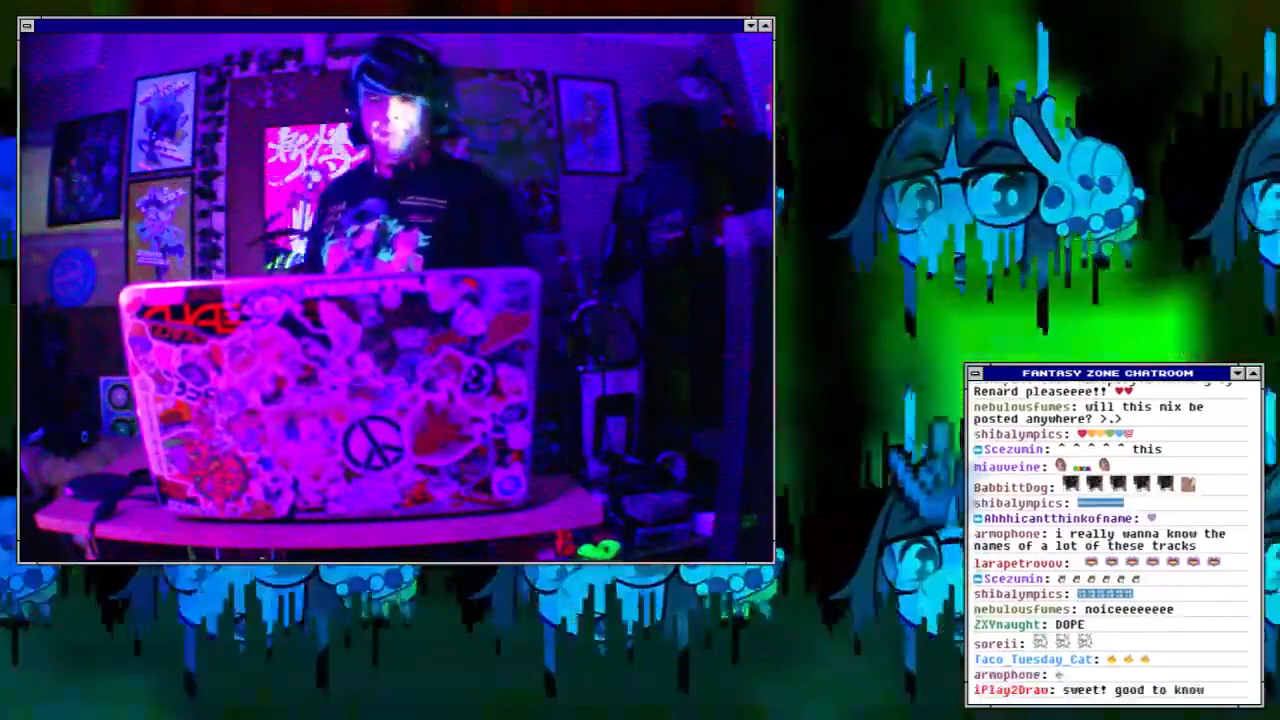 FANTASY ZONE CHATROOM
Renard pleaseee!!
nebulousfumes: will this mix be
posted anywhere? >.>
shibalympics:
Scezumin: ^ ^ ^ ^ ^ this
miauveine:
BabbittDog:
shibalympics:
Ahhhicantthinkofname:
armophone: i really wanna know the
names of a lot of these tracks
larapetrovov:
Scezumin:
shibalympics:
nebulousfumes: noiceeeeeeee
ZXYnaught: DOPE
soreii:
Taco_Tuesday_Cat:
armophone:
iPlay2Draw: sweet! good to know